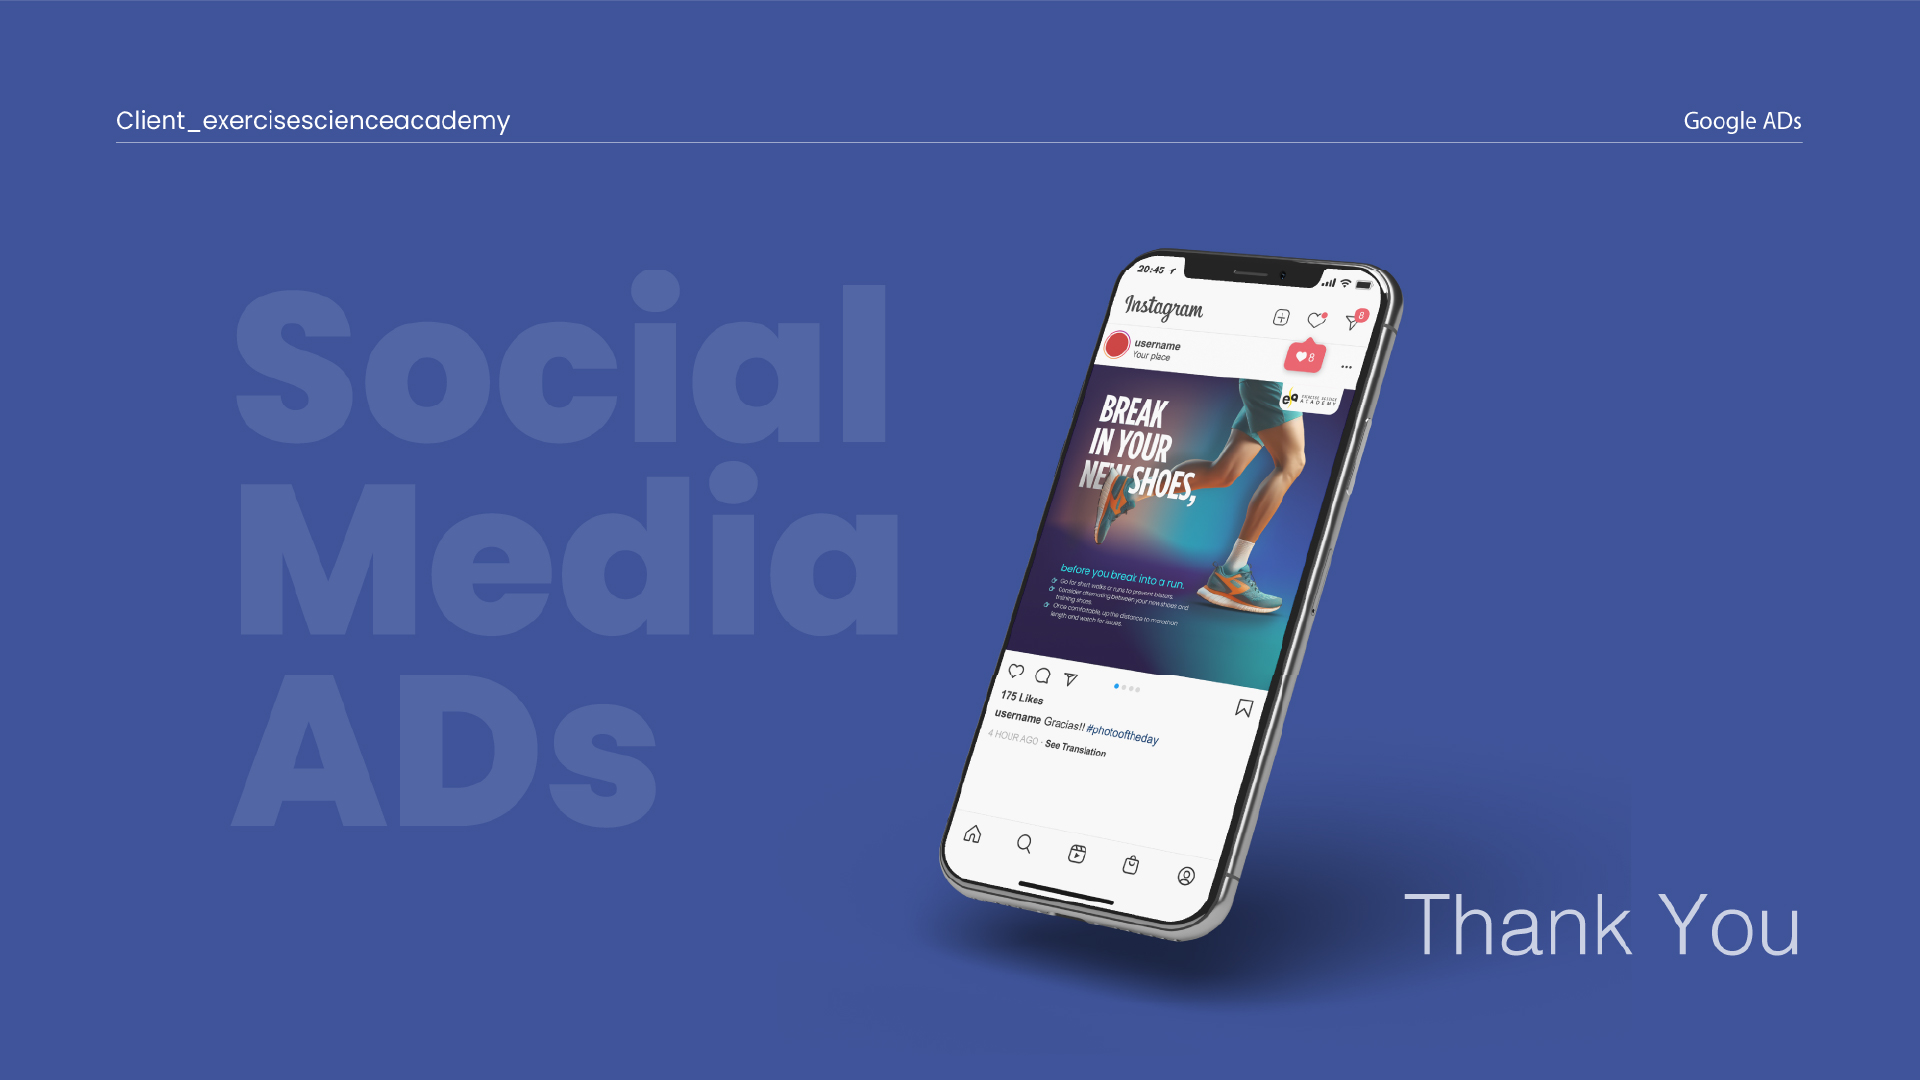 Client_exercisescienceacademy
Google ADs
Social
Media
ADs
20:45
Instagram
8
username
Your place
8
EXERCISE SCIENCE
ACADEMY
BREAK
IN YOUR
NEW SHOES,
before you break into a run.
Go for short walks or runs to prevent blisters.
Consider alternating between your new shoes and
training shoes.
Once comfortable, up the distance to marathon
length and watch for issues.
175 Likes
username Gracias!! #photooftheday
4 HOUR AGO · See Translation
Thank You